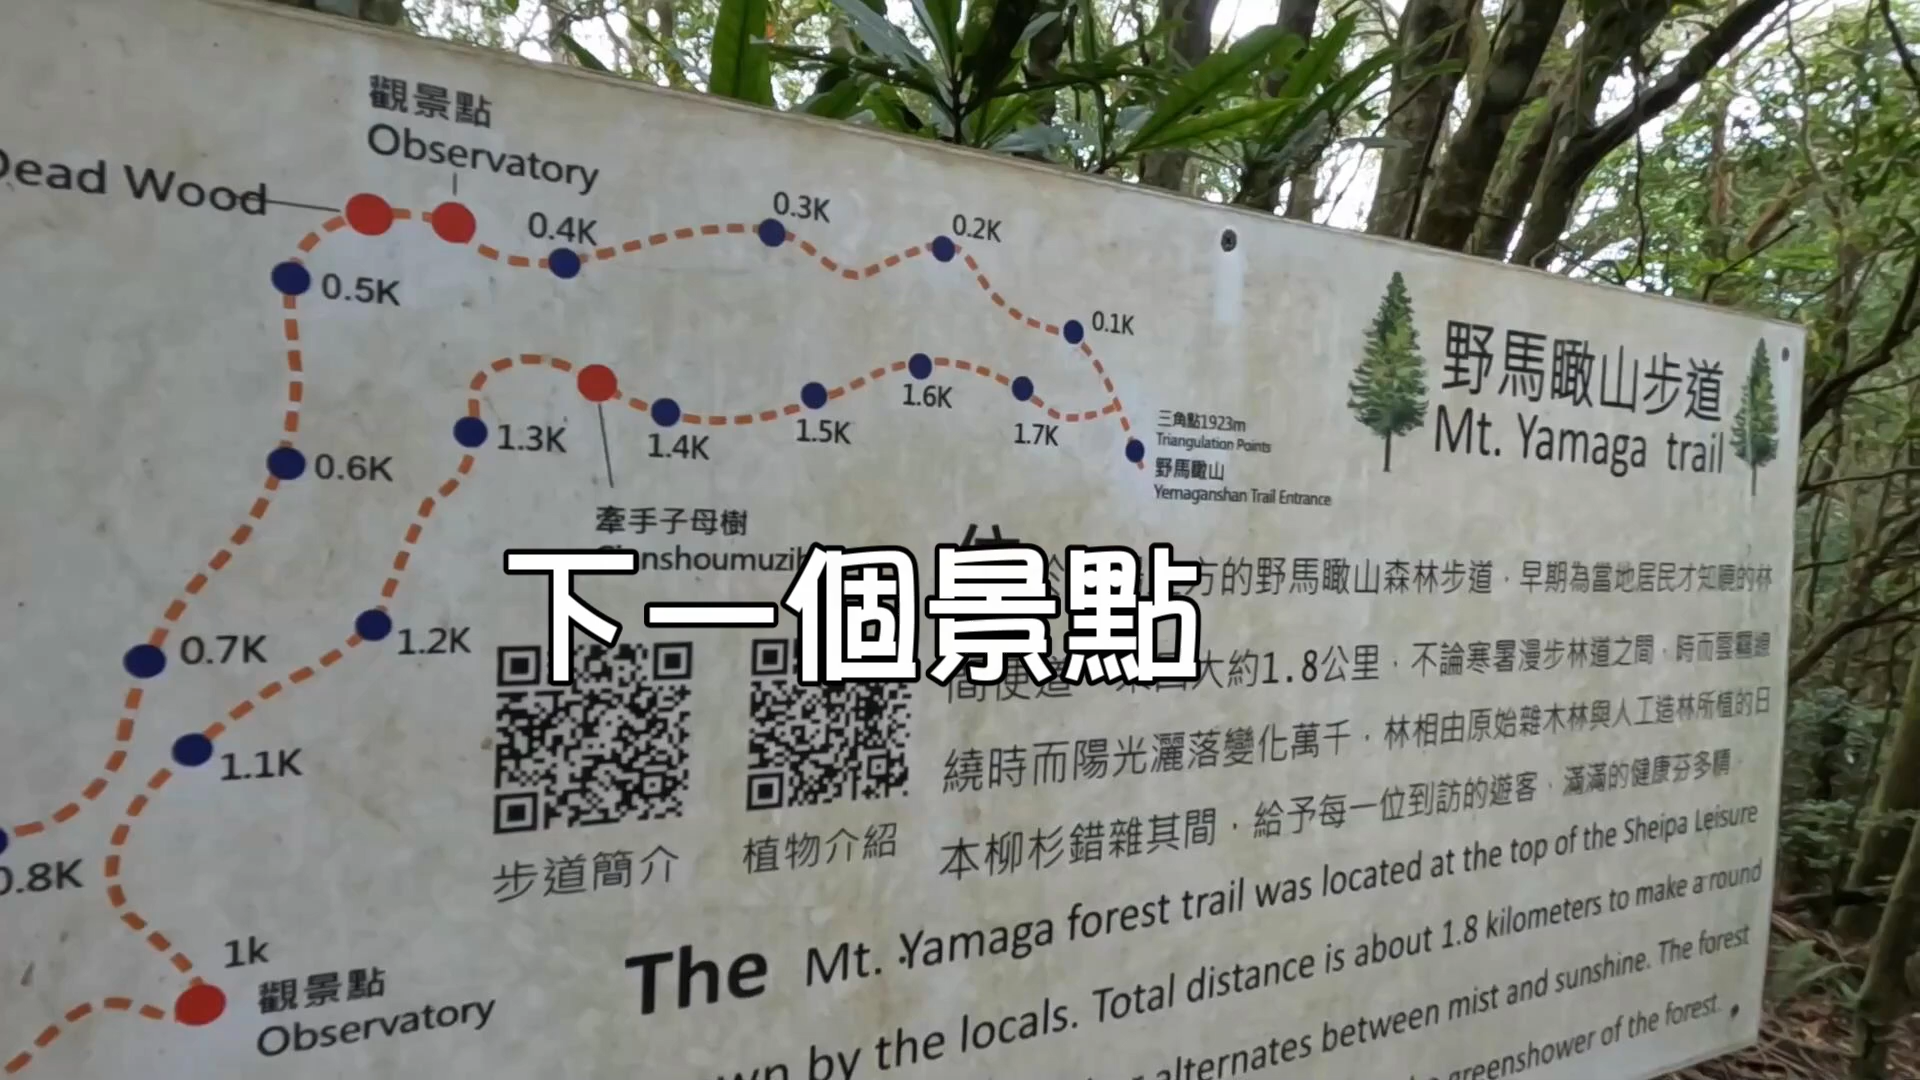 觀景點
Observatory
Dead Wood
0.4K
0.3K
0.2K
0.5K
0.1K
野馬瞰山步道
Mt. Yamaga trail
1.3K
1.4K
1.5K
1.6K
1.7K
三角點1923m
Triangulation Points
野馬瞰山
Yemaganshan Trail Entrance
0.6K
牽手子母樹
下一個景點
方的野馬瞰山森林步道，早期為當地居民才知曉的林
0.7K
1.2K
大約1.8公里，不論寒暑漫步林道之間，時而雲霧繚
1.1K
繞時而陽光灑落變化萬千，林相由原始雜木林與人工造林所植的日
本柳杉錯雜其間，給予每一位到訪的遊客，滿滿的健康芬多精。
步道簡介
植物介紹
0.8K
The Mt. Yamaga forest trail was located at the top of the Sheipa Leisure
1k
觀景點
Observatory
by the locals. Total distance is about 1.8 kilometers to make a round
alternates between mist and sunshine. The forest
greenshower of the forest.